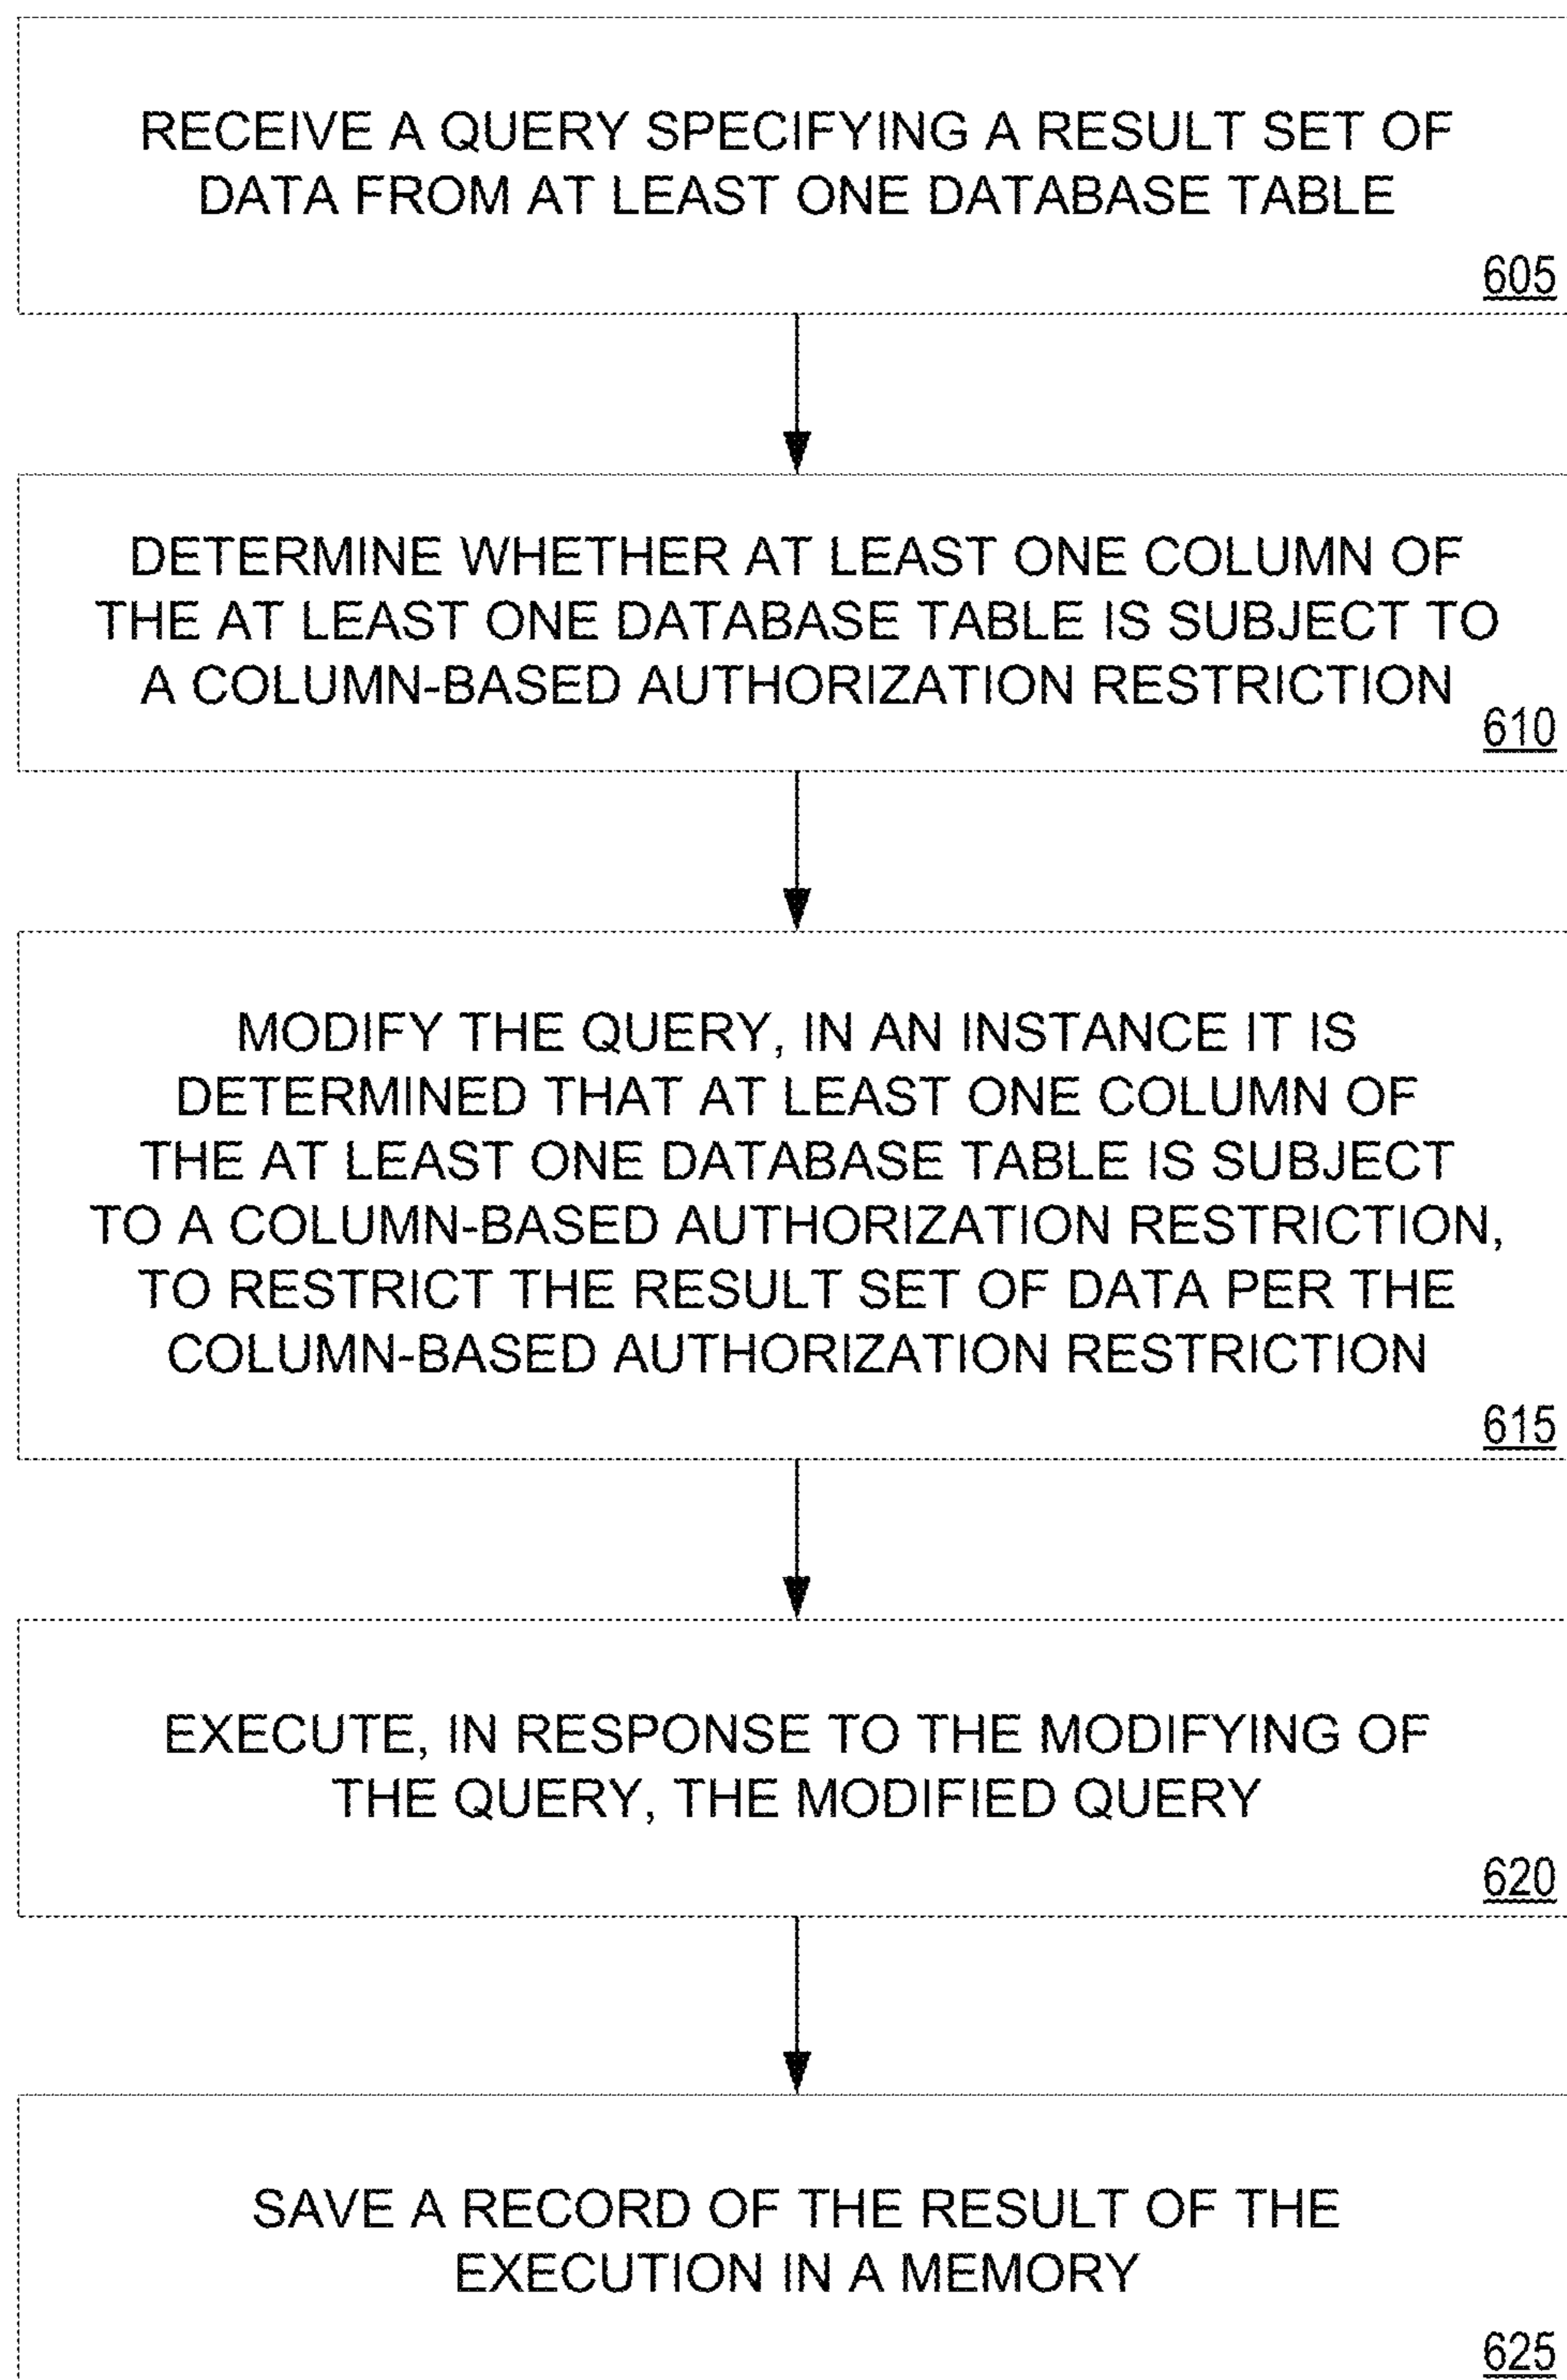 RECEIVE A QUERY SPECIFYING A RESULT SET OF
DATA FROM AT LEAST ONE DATABASE TABLE
605
DETERMINE WHETHER AT LEAST ONE COLUMN OF
THE AT LEAST ONE DATABASE TABLE IS SUBJECT TO
A COLUMN-BASED AUTHORIZATION RESTRICTION
610
MODIFY THE QUERY, IN AN INSTANCE IT IS
DETERMINED THAT AT LEAST ONE COLUMN OF
THE AT LEAST ONE DATABASE TABLE IS SUBJECT
TO A COLUMN-BASED AUTHORIZATION RESTRICTION,
TO RESTRICT THE RESULT SET OF DATA PER THE
COLUMN-BASED AUTHORIZATION RESTRICTION
615
EXECUTE, IN RESPONSE TO THE MODIFYING OF
THE QUERY, THE MODIFIED QUERY
620
SAVE A RECORD OF THE RESULT OF THE
EXECUTION IN A MEMORY
625